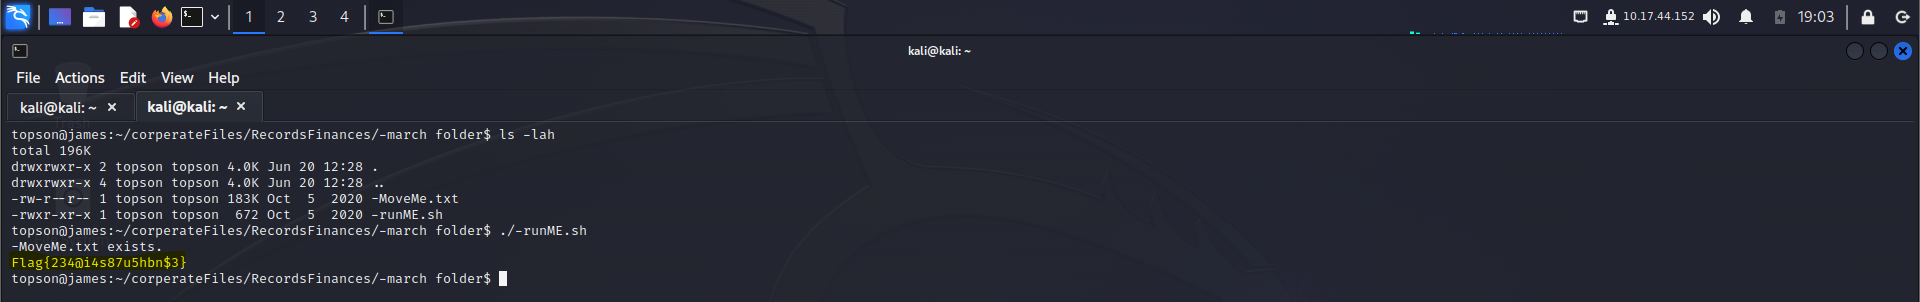 1 2 3 4 10.17.44.152 19:03
kali@kali: ~
File Actions Edit View Help
kali@kali: ~ × kali@kali: ~ ×
topson@james:~/corperateFiles/RecordsFinances/-march folder$ ls -lah
total 196K
drwxrwxr-x 2 topson topson 4.0K Jun 20 12:28 .
drwxrwxr-x 4 topson topson 4.0K Jun 20 12:28 ..
-rw-r--r-- 1 topson topson 183K Oct  5  2020 -MoveMe.txt
-rwxr-xr-x 1 topson topson  672 Oct  5  2020 -runME.sh
topson@james:~/corperateFiles/RecordsFinances/-march folder$ ./-runME.sh
-MoveMe.txt exists.
Flag{234@i4s87u5hbn$3}
topson@james:~/corperateFiles/RecordsFinances/-march folder$